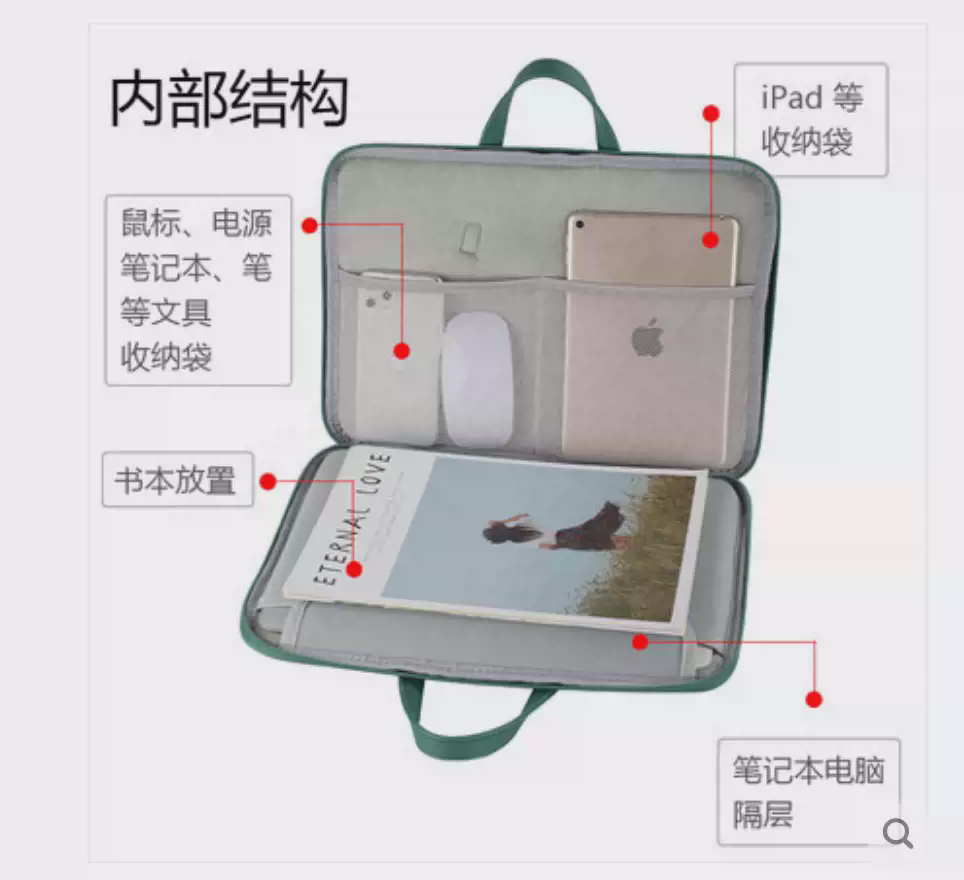 内部结构
iPad 等
收纳袋
鼠标、电源
笔记本、笔
等文具
收纳袋
书本放置
ETERNAL LOVE
笔记本电脑
隔层